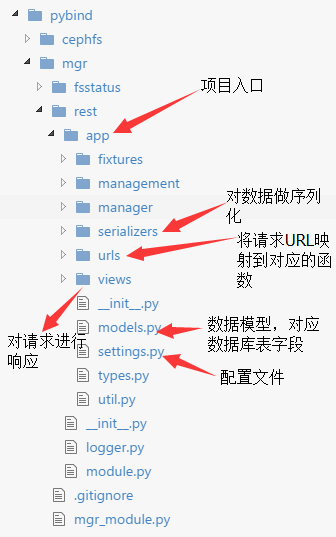 pybind
cephfs
mgr
fsstatus
项目入口
rest
app
fixtures
management
对数据做序列
化
manager
serializers
将请求URL映
射到对应的函
数
urls
views
__init__.py
对请求进行
响应
models.py
数据模型，对应
数据库表字段
settings.py
配置文件
types.py
util.py
__init__.py
logger.py
module.py
.gitignore
mgr_module.py